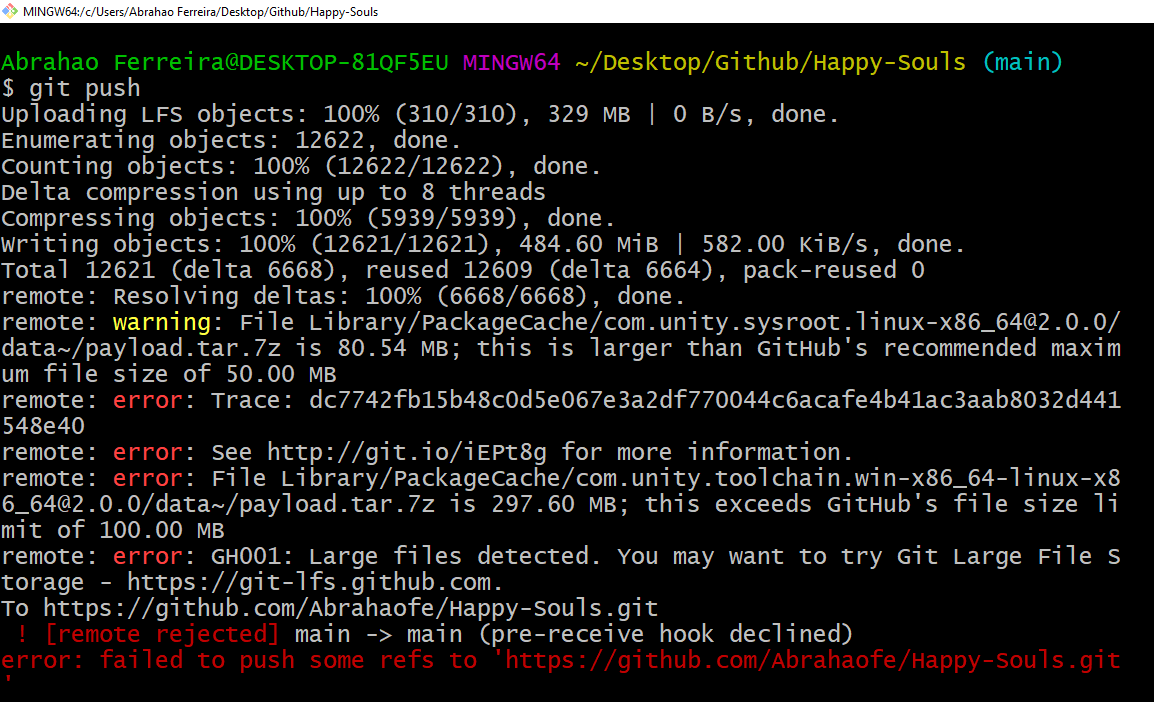 MINGW64:/c/Users/Abrahao Ferreira/Desktop/Github/Happy-Souls
Abrahao Ferreira@DESKTOP-81QF5EU MINGW64 ~/Desktop/Github/Happy-Souls (main)
$ git push
Uploading LFS objects: 100% (310/310), 329 MB | 0 B/s, done.
Enumerating objects: 12622, done.
Counting objects: 100% (12622/12622), done.
Delta compression using up to 8 threads
Compressing objects: 100% (5939/5939), done.
Writing objects: 100% (12621/12621), 484.60 MiB | 582.00 KiB/s, done.
Total 12621 (delta 6668), reused 12609 (delta 6664), pack-reused 0
remote: Resolving deltas: 100% (6668/6668), done.
remote: warning: File Library/PackageCache/com.unity.sysroot.linux-x86_64@2.0.0/
data~/payload.tar.7z is 80.54 MB; this is larger than GitHub's recommended maxim
um file size of 50.00 MB
remote: error: Trace: dc7742fb15b48c0d5e067e3a2df770044c6acafe4b41ac3aab8032d441
548e40
remote: error: See http://git.io/iEPt8g for more information.
remote: error: File Library/PackageCache/com.unity.toolchain.win-x86_64-linux-x8
6_64@2.0.0/data~/payload.tar.7z is 297.60 MB; this exceeds GitHub's file size li
mit of 100.00 MB
remote: error: GH001: Large files detected. You may want to try Git Large File S
torage - https://git-lfs.github.com.
To https://github.com/Abrahaofe/Happy-Souls.git
 ! [remote rejected] main -> main (pre-receive hook declined)
error: failed to push some refs to 'https://github.com/Abrahaofe/Happy-Souls.git
'